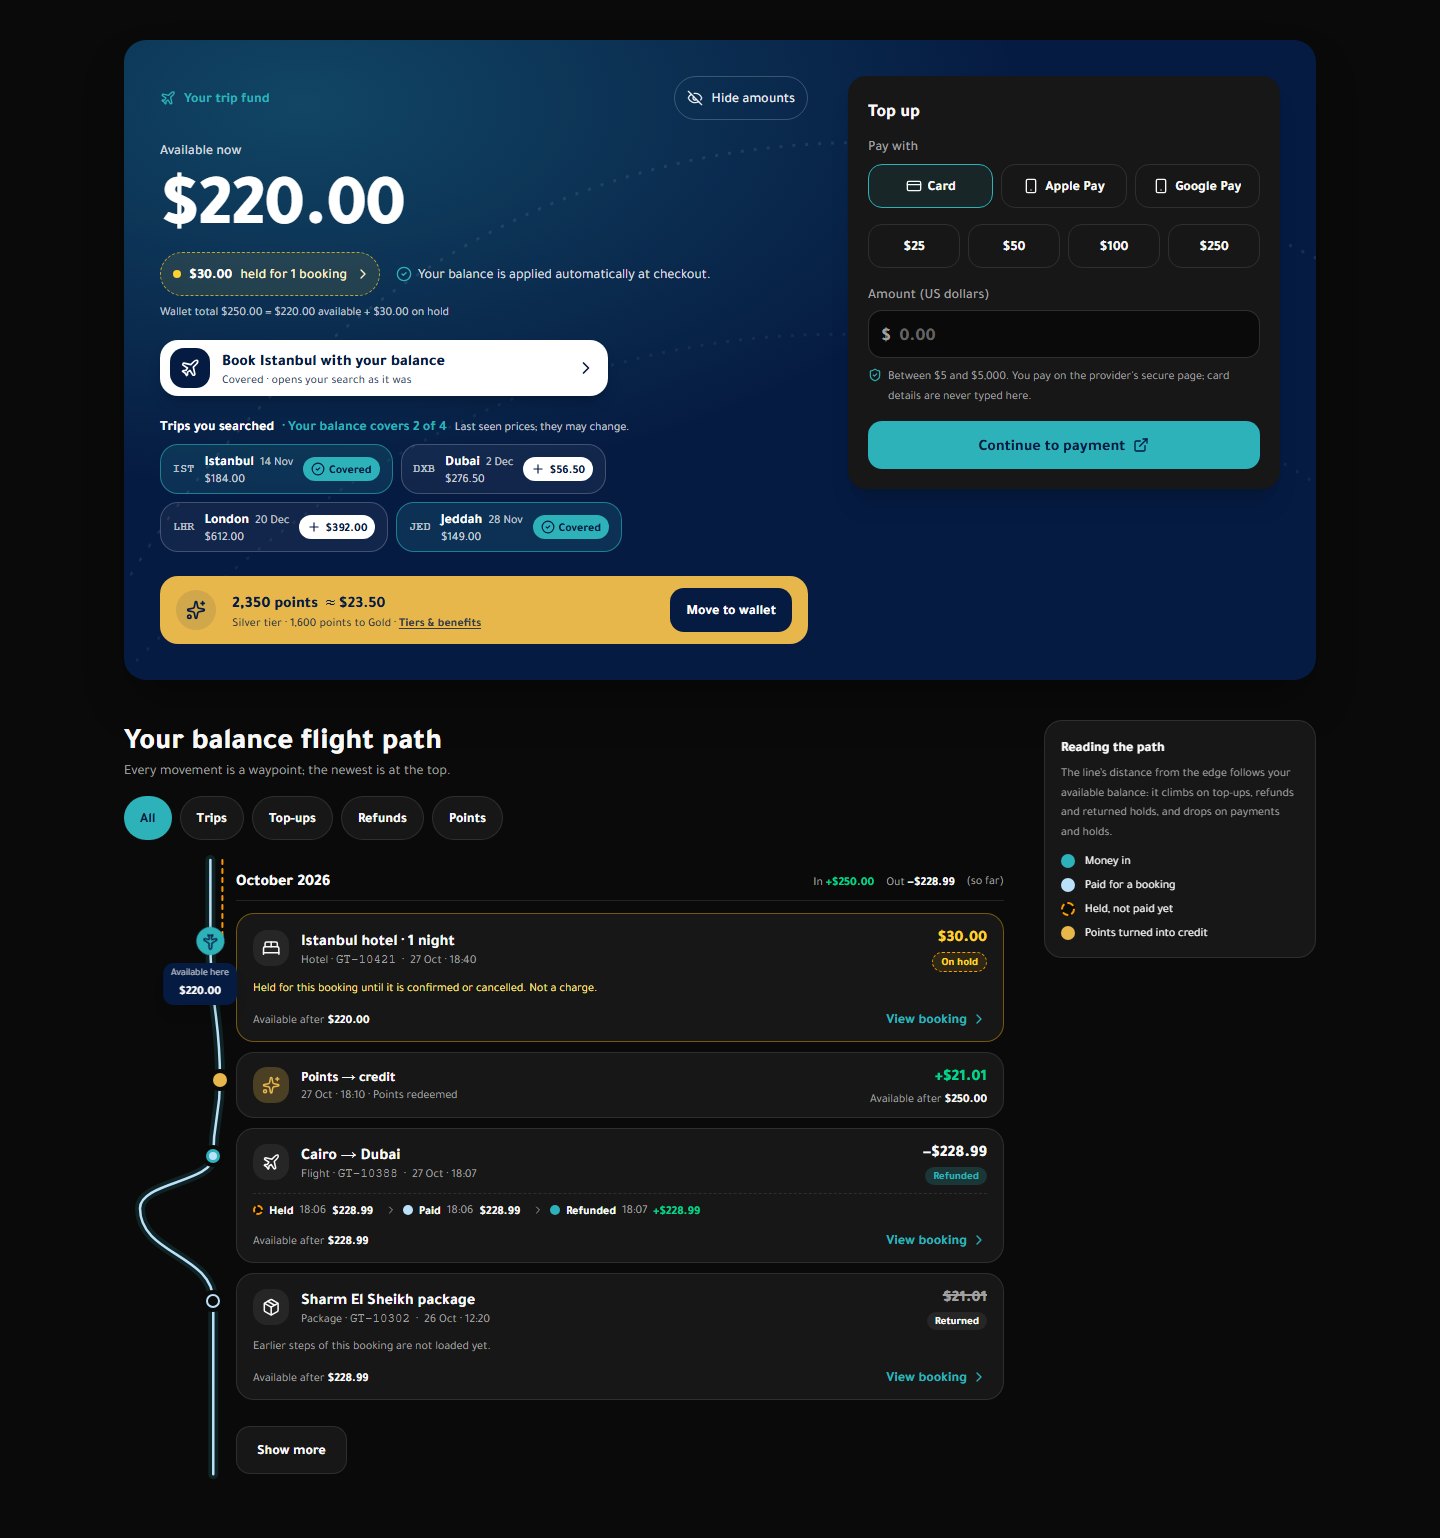 Your trip fund
Hide amounts
Available now
$220.00
$30.00 held for 1 booking
Your balance is applied automatically at checkout.
Wallet total $250.00 = $220.00 available + $30.00 on hold
Book Istanbul with your balance
Covered · opens your search as it was
Trips you searched · Your balance covers 2 of 4 Last seen prices; they may change.
IST Istanbul 14 Nov $184.00 Covered
DXB Dubai 2 Dec $276.50 + $56.50
LHR London 20 Dec $612.00 + $392.00
JED Jeddah 28 Nov $149.00 Covered
2,350 points ≈ $23.50
Silver tier · 1,600 points to Gold · Tiers & benefits
Move to wallet
Top up
Pay with
Card
Apple Pay
Google Pay
$25
$50
$100
$250
Amount (US dollars)
$ 0.00
Between $5 and $5,000. You pay on the provider's secure page; card
details are never typed here.
Continue to payment
Your balance flight path
Every movement is a waypoint; the newest is at the top.
All
Trips
Top-ups
Refunds
Points
October 2026
In +$250.00 Out −$228.99 (so far)
Available here
$220.00
Istanbul hotel · 1 night
Hotel · GT-10421 · 27 Oct · 18:40
$30.00
On hold
Held for this booking until it is confirmed or cancelled. Not a charge.
Available after $220.00
View booking
Points → credit
27 Oct · 18:10 · Points redeemed
+$21.01
Available after $250.00
Cairo → Dubai
Flight · GT-10388 · 27 Oct · 18:07
−$228.99
Refunded
Held 18:06 $228.99 > Paid 18:06 $228.99 > Refunded 18:07 +$228.99
Available after $228.99
View booking
Sharm El Sheikh package
Package · GT-10302 · 26 Oct · 12:20
$21.01
Returned
Earlier steps of this booking are not loaded yet.
Available after $228.99
View booking
Show more
Reading the path
The line's distance from the edge follows your
available balance: it climbs on top-ups, refunds
and returned holds, and drops on payments
and holds.
Money in
Paid for a booking
Held, not paid yet
Points turned into credit